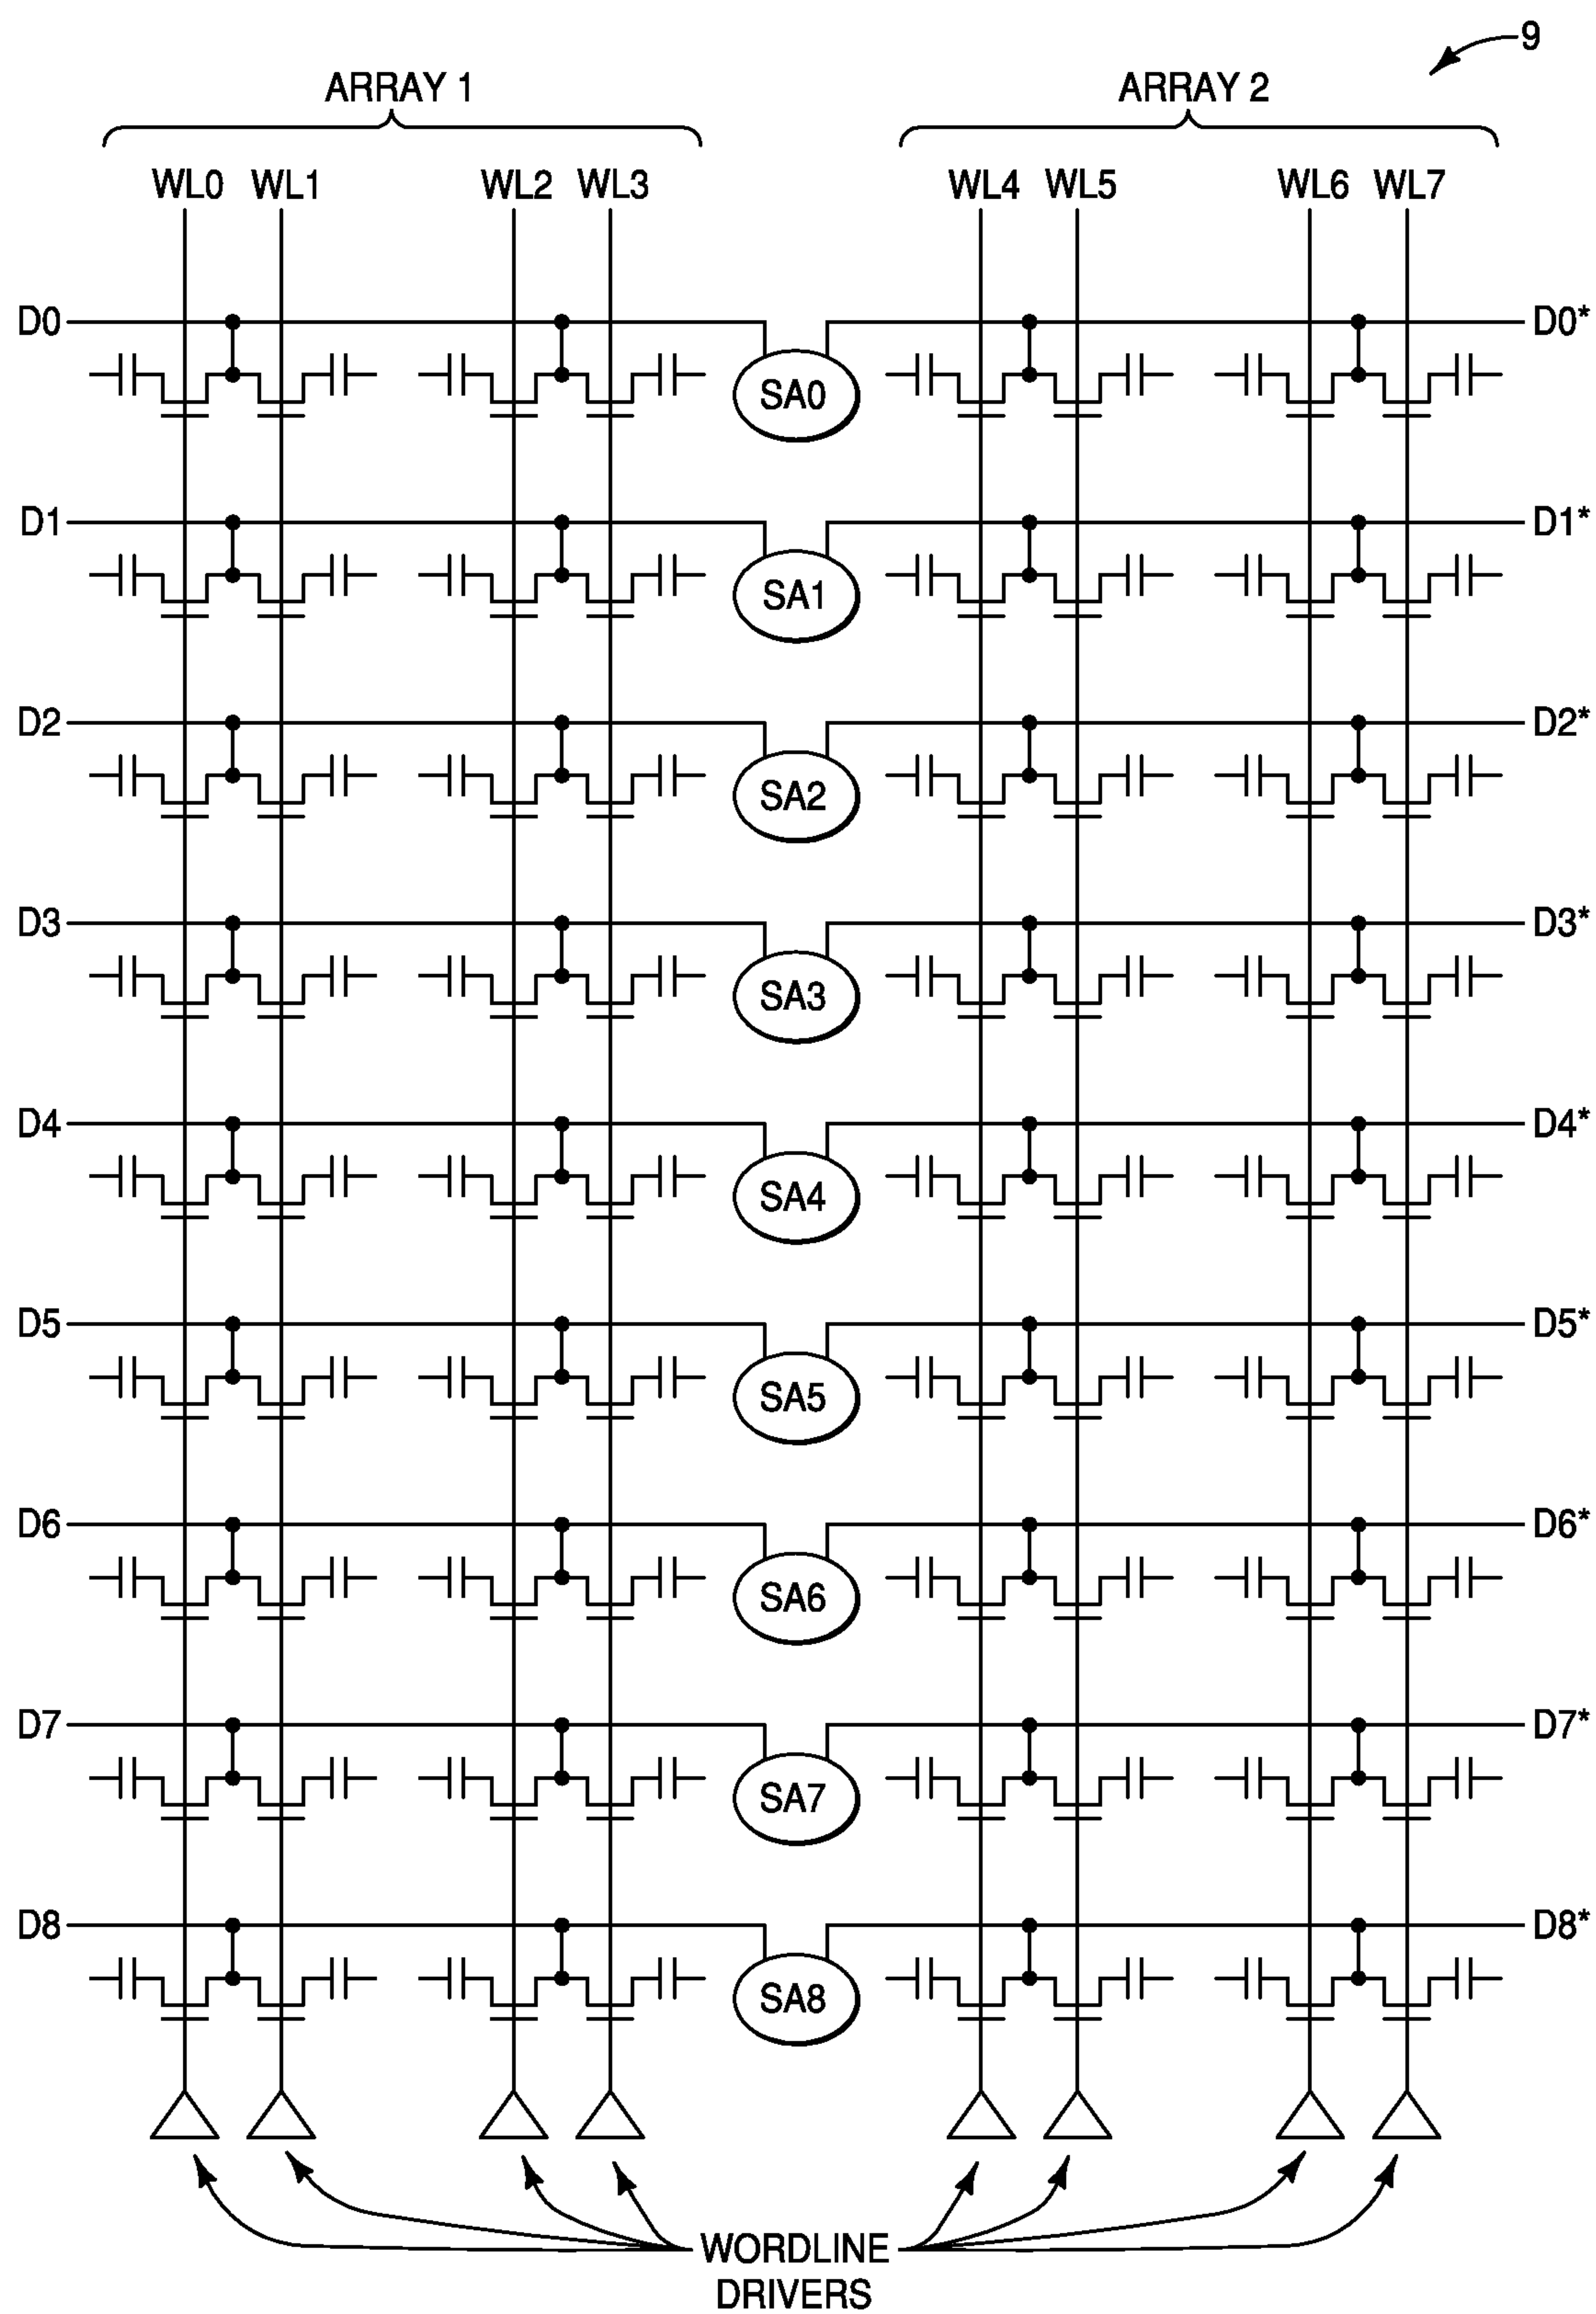 9
ARRAY 1 ARRAY 2
WL0 WL1 WL2 WL3 WL4 WL5 WL6 WL7
D0 D0*
SA0
D1 D1*
SA1
D2 D2*
SA2
D3 D3*
SA3
D4 D4*
SA4
D5 D5*
SA5
D6 D6*
SA6
D7 D7*
SA7
D8 D8*
SA8
WORDLINE
DRIVERS